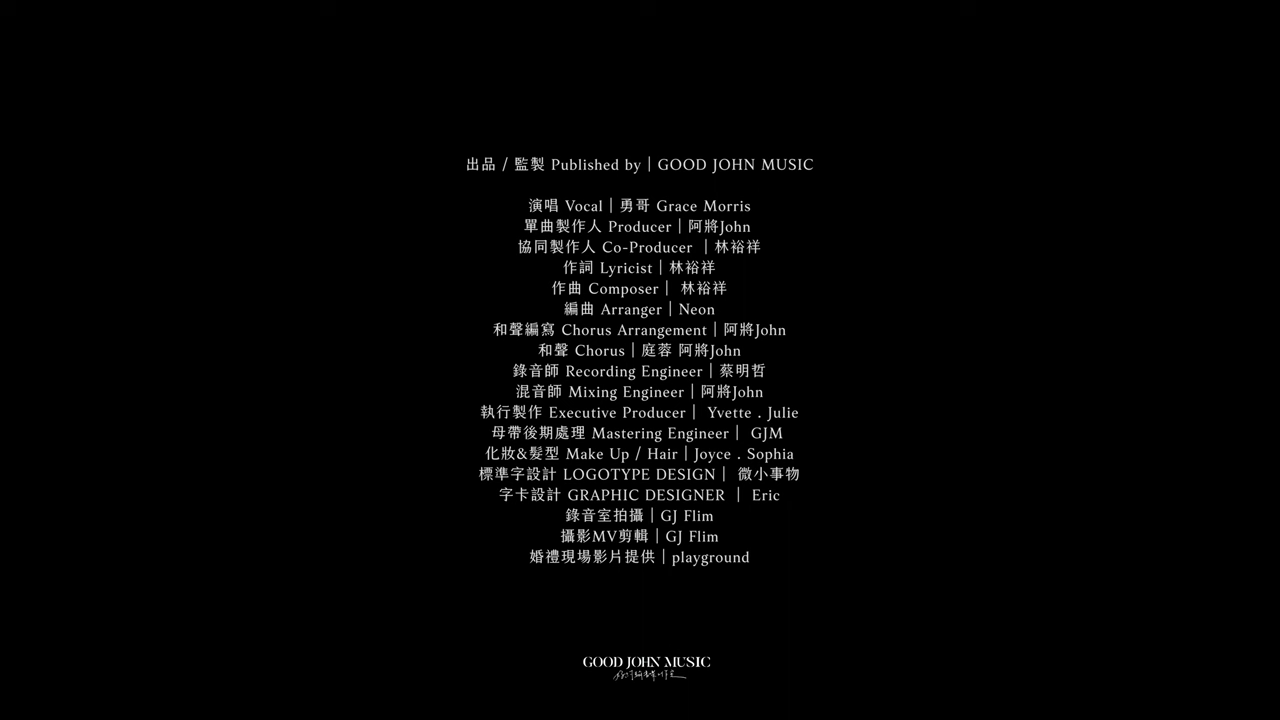 出品 / 監製 Published by | GOOD JOHN MUSIC
演唱 Vocal | 勇哥 Grace Morris
單曲製作人 Producer | 阿將John
協同製作人 Co-Producer | 林裕祥
作詞 Lyricist | 林裕祥
作曲 Composer | 林裕祥
編曲 Arranger | Neon
和聲編寫 Chorus Arrangement | 阿將John
和聲 Chorus | 庭蓉 阿將John
錄音師 Recording Engineer | 蔡明哲
混音師 Mixing Engineer | 阿將John
執行製作 Executive Producer | Yvette . Julie
母帶後期處理 Mastering Engineer | GJM
化妝&髮型 Make Up / Hair | Joyce . Sophia
標準字設計 LOGOTYPE DESIGN | 微小事物
字卡設計 GRAPHIC DESIGNER | Eric
錄音室拍攝 | GJ Flim
攝影MV剪輯 | GJ Flim
婚禮現場影片提供 | playground
GOOD JOHN MUSIC